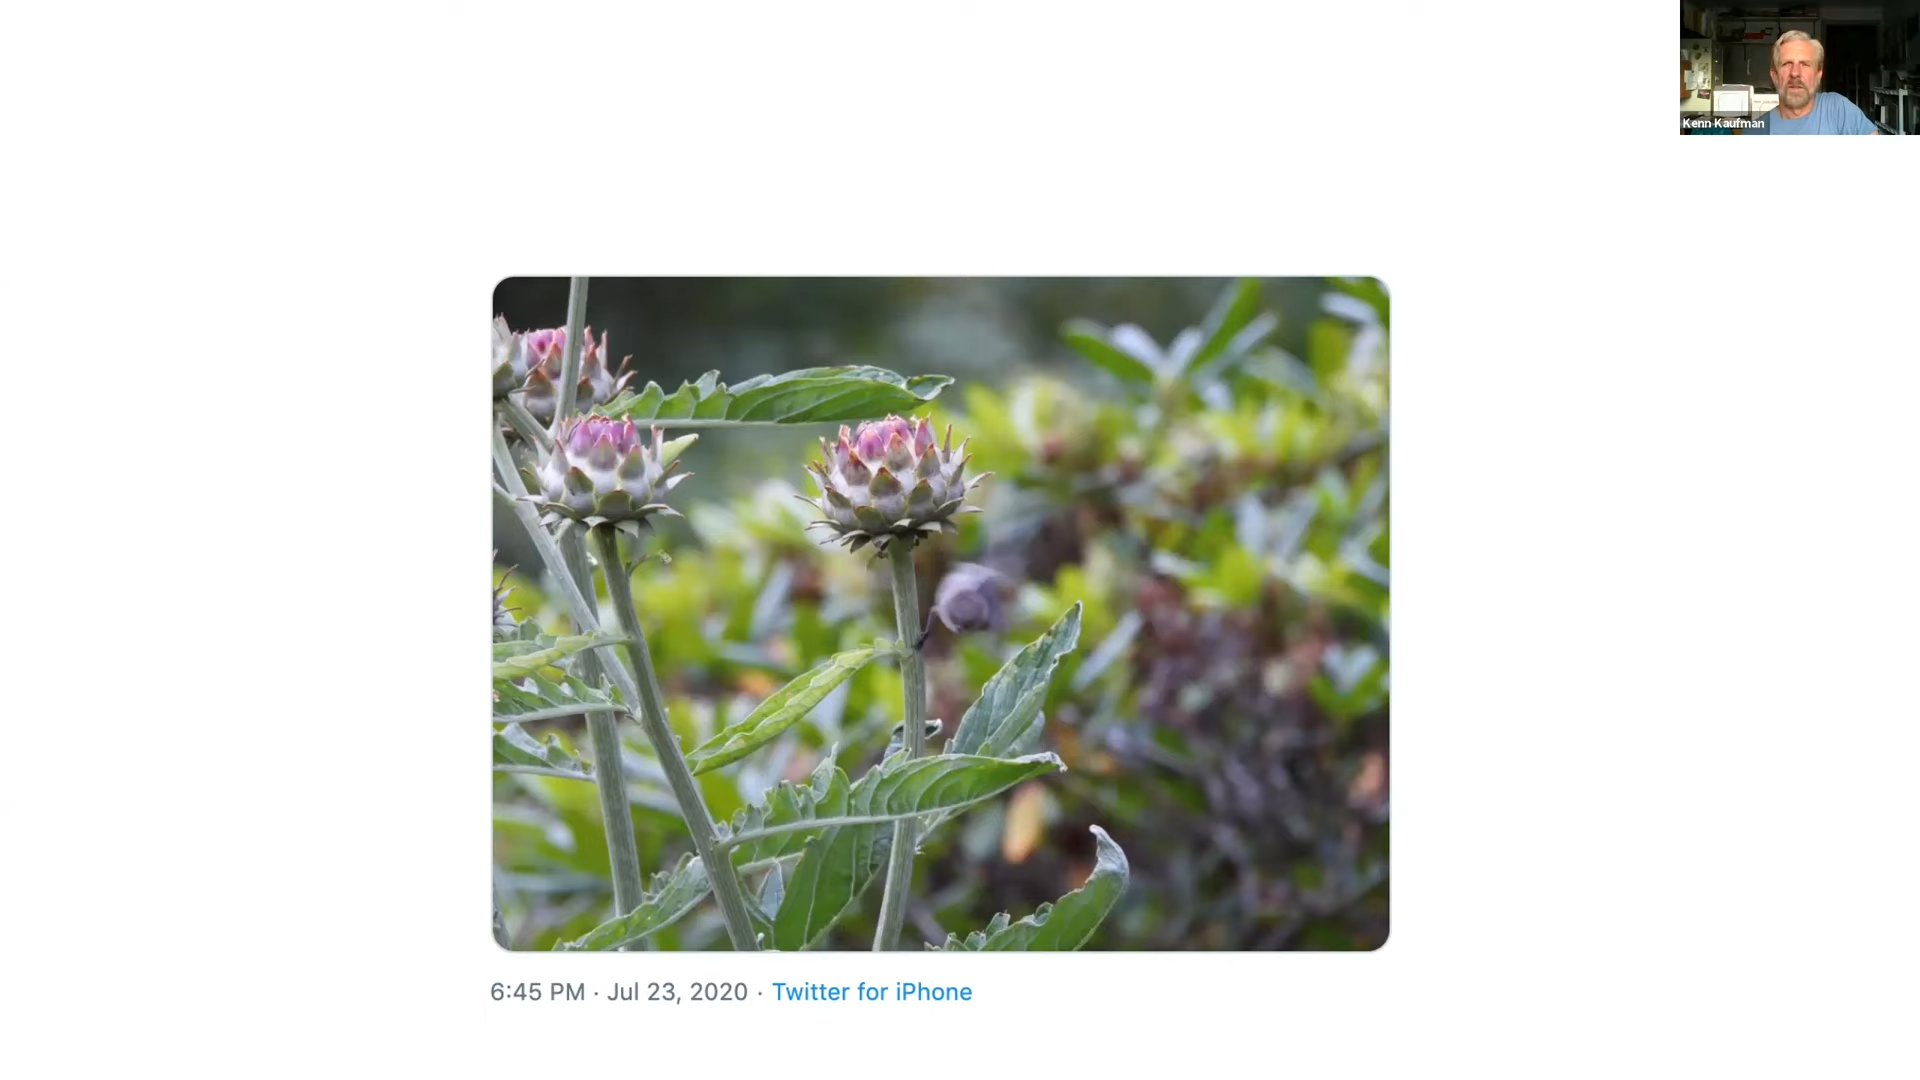 Kenn Kaufman
6:45 PM · Jul 23, 2020 · Twitter for iPhone